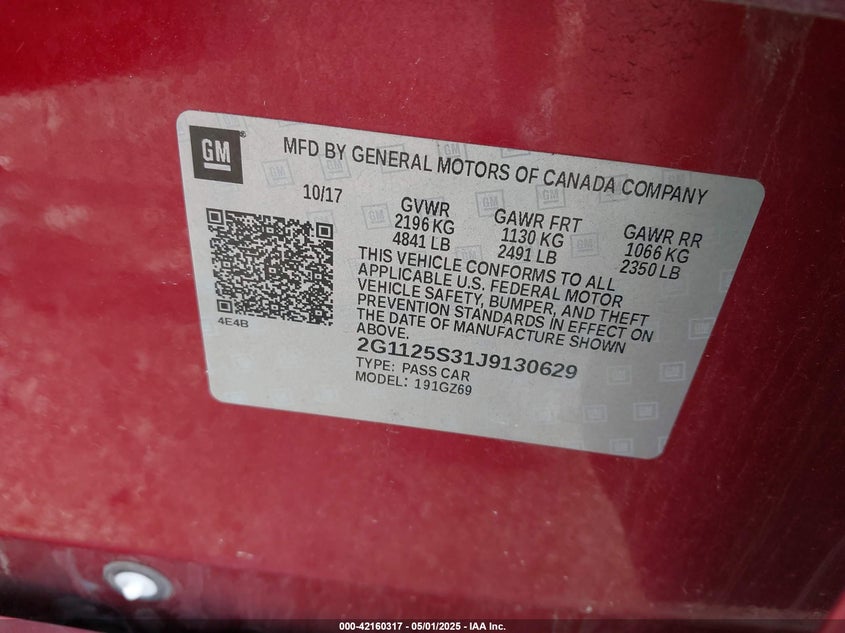 GM
MFD BY GENERAL MOTORS OF CANADA COMPANY
10/17
GVWR
2196 KG
4841 LB
GAWR FRT
1130 KG
2491 LB
GAWR RR
1066 KG
2350 LB
THIS VEHICLE CONFORMS TO ALL
APPLICABLE U.S. FEDERAL MOTOR
VEHICLE SAFETY, BUMPER, AND THEFT
PREVENTION STANDARDS IN EFFECT ON
THE DATE OF MANUFACTURE SHOWN
ABOVE.
4E4B
2G1125S31J9130629
TYPE: PASS CAR
MODEL: 191GZ69
000-42160317 - 05/01/2025 - IAA Inc.